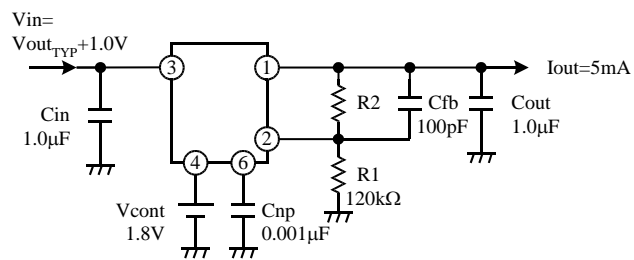 Vin=
VoutTYP+1.0V
3
1
Iout=5mA
Cin
1.0μF
R2
Cfb
100pF
Cout
1.0μF
2
4
6
R1
120kΩ
Vcont
1.8V
Cnp
0.001μF